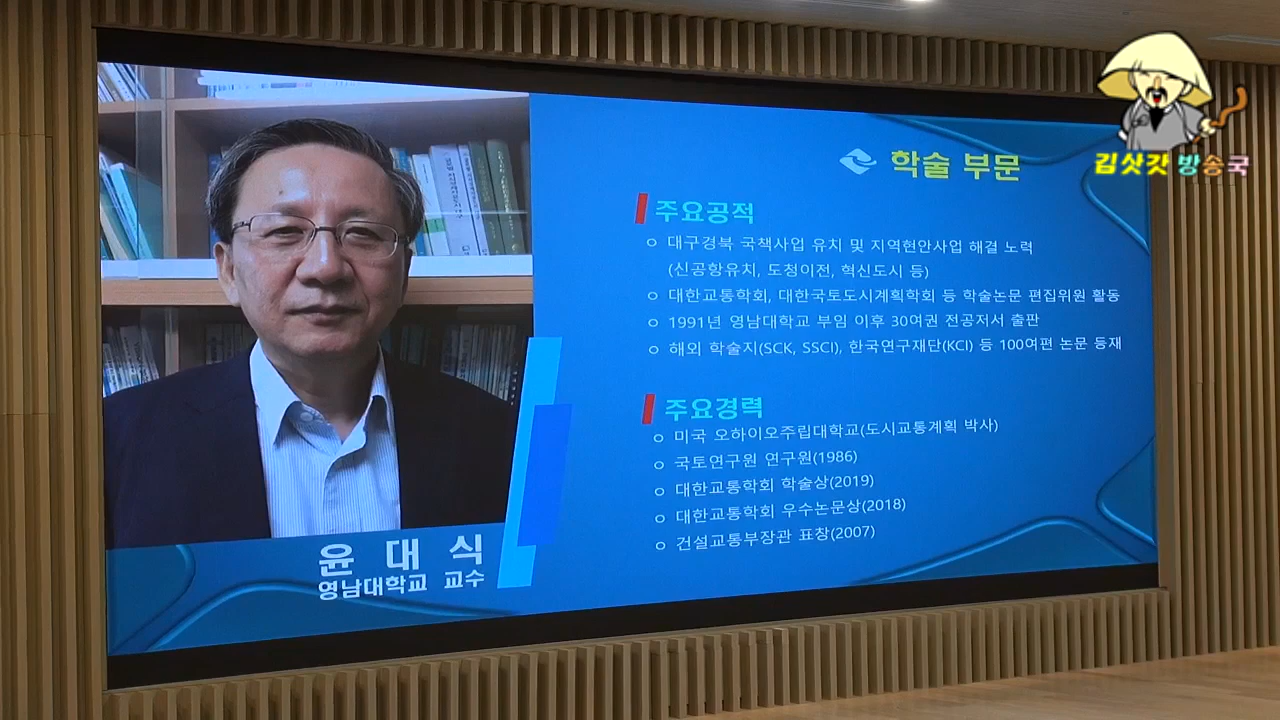 김삿갓 방송국
학술 부문
주요공적
ㅇ 대구경북 국책사업 유치 및 지역현안사업 해결 노력
(신공항유치, 도청이전, 혁신도시 등)
ㅇ 대한교통학회, 대한국토도시계획학회 등 학술논문 편집위원 활동
ㅇ 1991년 영남대학교 부임 이후 30여권 전공저서 출판
ㅇ 해외 학술지(SCK, SSCI), 한국연구재단(KCI) 등 100여편 논문 등재
주요경력
ㅇ 미국 오하이오주립대학교(도시교통계획 박사)
ㅇ 국토연구원 연구원(1986)
ㅇ 대한교통학회 학술상(2019)
ㅇ 대한교통학회 우수논문상(2018)
ㅇ 건설교통부장관 표창(2007)
윤 대 식
영남대학교 교수